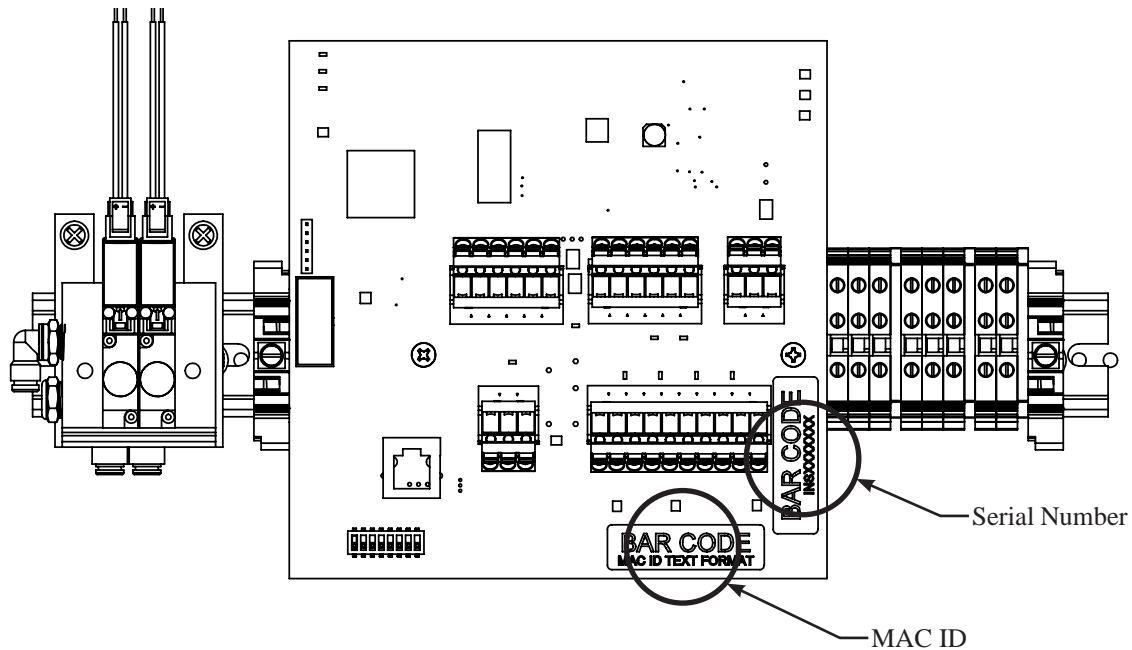 BAR CODE
INSXXXXXXX
Serial Number
BAR CODE
MAC ID TEXT FORMAT
MAC ID